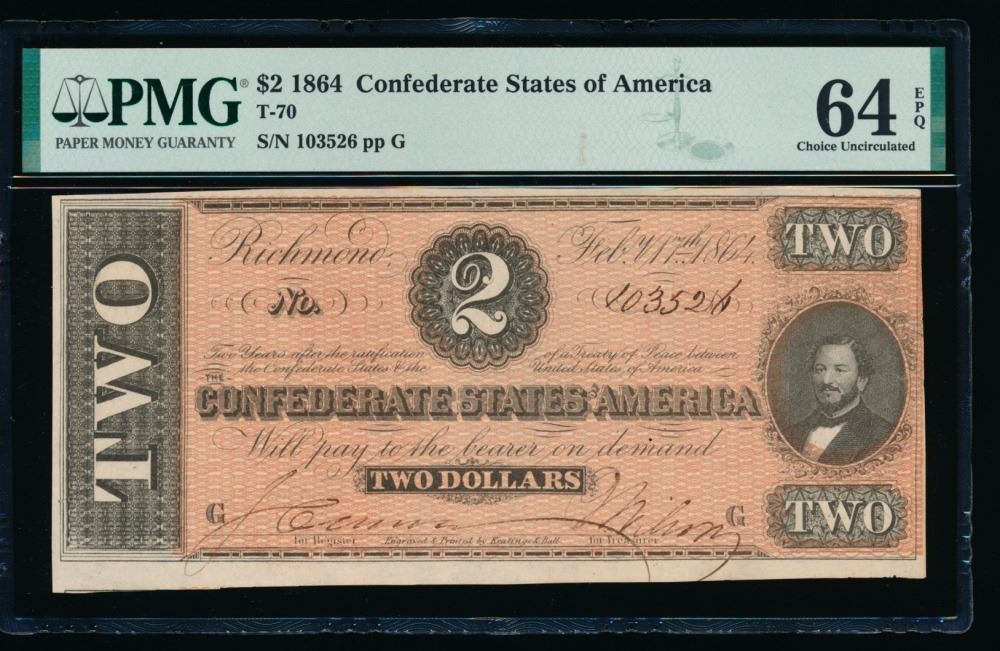 PMG®
PAPER MONEY GUARANTY
$2 1864 Confederate States of America
T-70
S/N 103526 pp G
64 EPQ
Choice Uncirculated
TWO
Richmond, Feb.y 17th 1864.
2
TWO
No. 103526
Two Years after the ratification of a Treaty of Peace between
the Confederate States & the United States of America
THE
CONFEDERATE STATES OF AMERICA
Will pay to the bearer on demand
TWO DOLLARS
TWO
G G
for Register Engraved & Printed by Keatinge & Ball for Treasurer